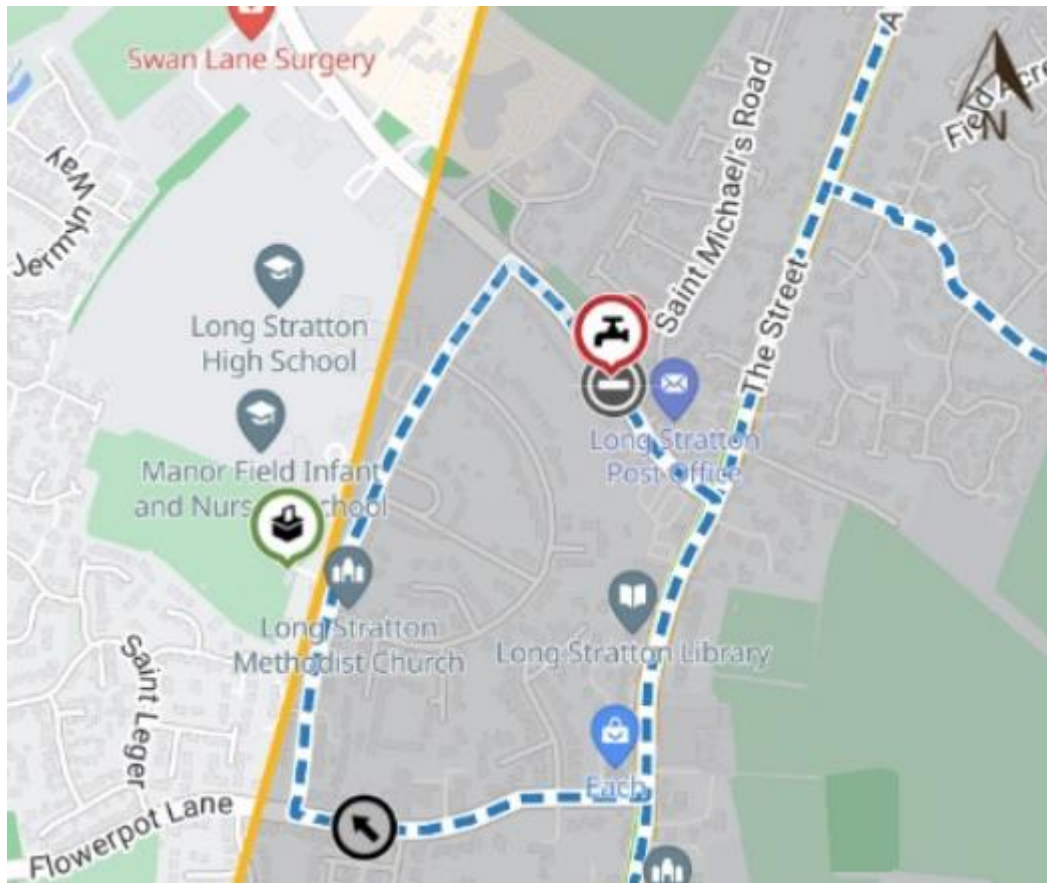 Swan Lane Surgery
A
Field Acre
N
Jermyn
Way
Saint Michael's Road
Long Stratton
High School
The Street
Manor Field Infant
and Nurs School
Long Stratton
Post Office
Long Stratton
Methodist Church
Long Stratton Library
Saint Leger
Each
Flowerpot Lane